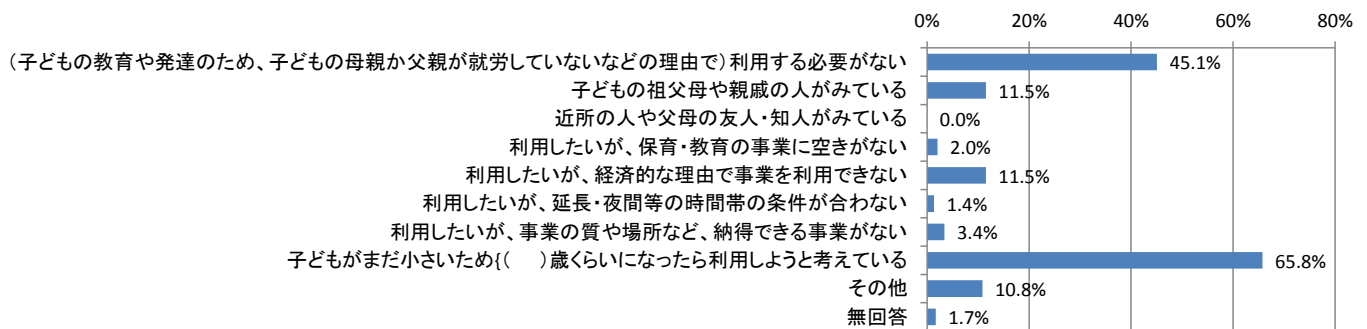 0% 20% 40% 60% 80%
(子どもの教育や発達のため、子どもの母親か父親が就労していないなどの理由で)利用する必要がない 45.1%
子どもの祖父母や親戚の人がみている 11.5%
近所の人や父母の友人・知人がみている 0.0%
利用したいが、保育・教育の事業に空きがない 2.0%
利用したいが、経済的な理由で事業を利用できない 11.5%
利用したいが、延長・夜間等の時間帯の条件が合わない 1.4%
利用したいが、事業の質や場所など、納得できる事業がない 3.4%
子どもがまだ小さいため{(　　)歳くらいになったら利用しようと考えている 65.8%
その他 10.8%
無回答 1.7%